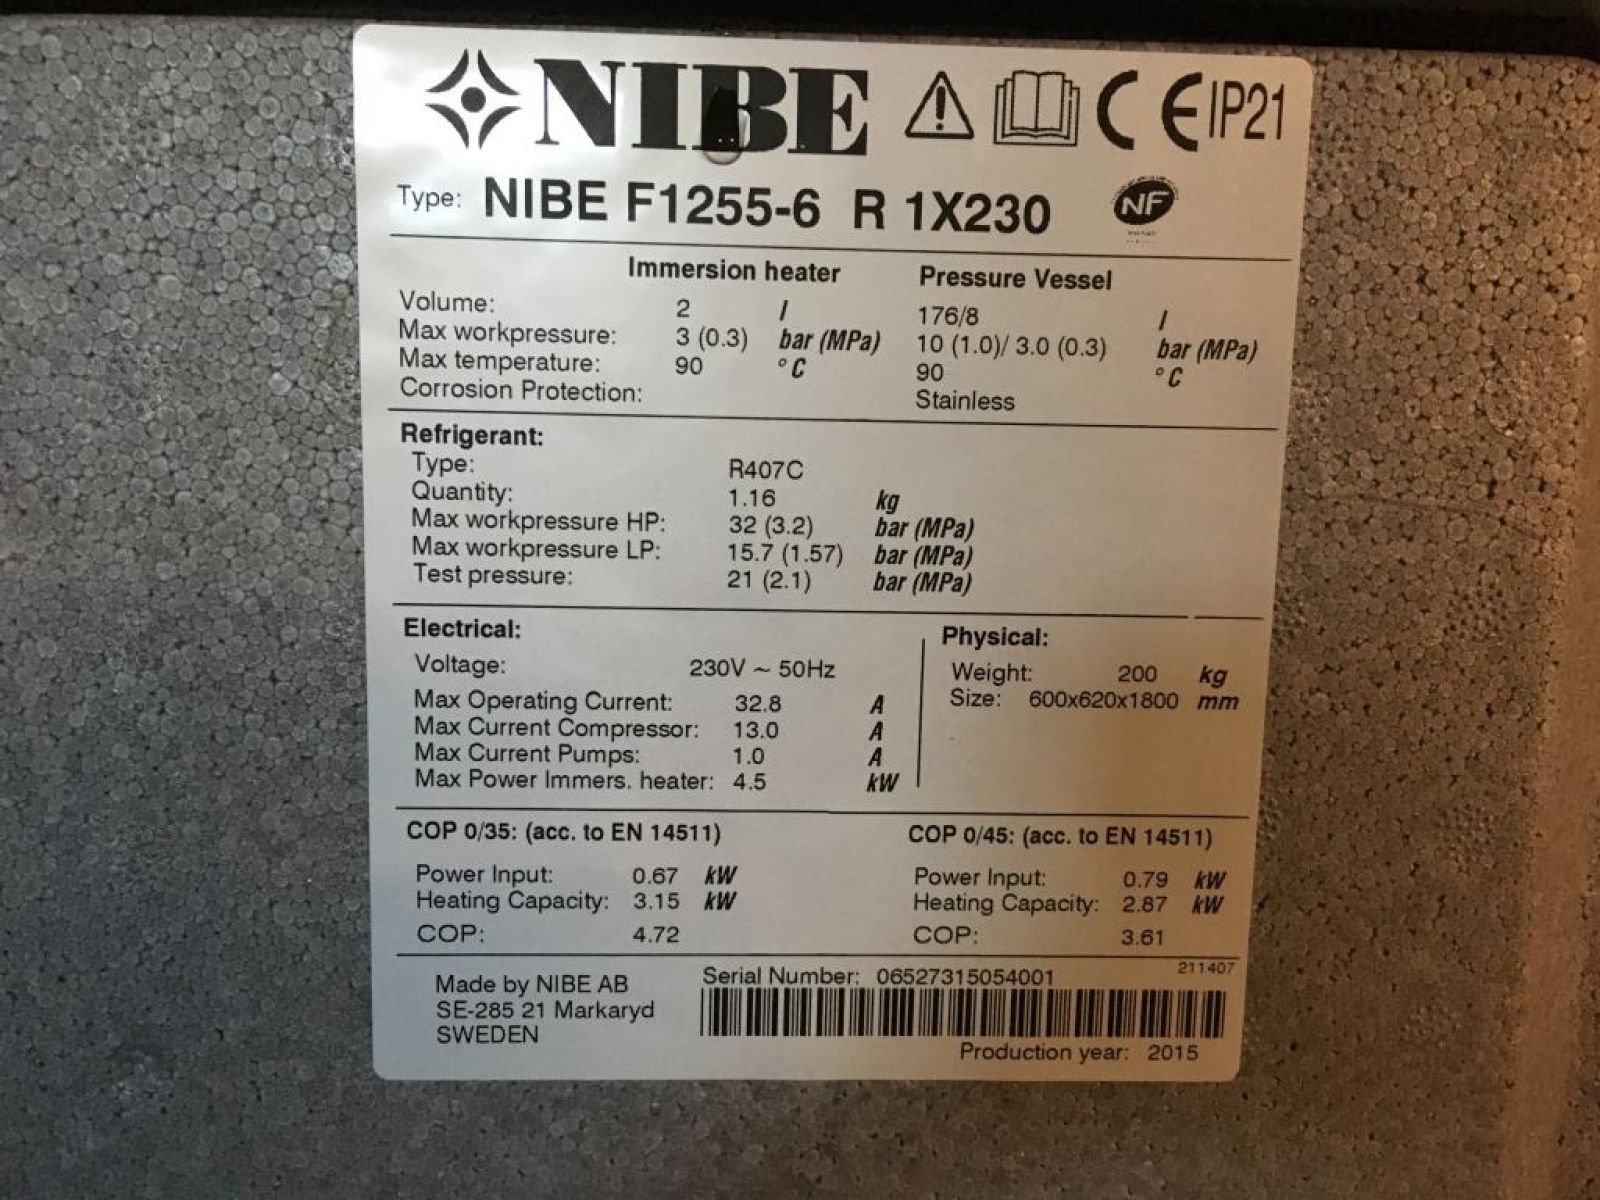 NIBE CE IP21
Type: NIBE F1255-6 R 1X230 NF
Immersion heater Pressure Vessel
Volume: 2 l 176/8 l
Max workpressure: 3 (0.3) bar (MPa) 10 (1.0)/ 3.0 (0.3) bar (MPa)
Max temperature: 90 °C 90 °C
Corrosion Protection: Stainless
Refrigerant:
Type: R407C
Quantity: 1.16 kg
Max workpressure HP: 32 (3.2) bar (MPa)
Max workpressure LP: 15.7 (1.57) bar (MPa)
Test pressure: 21 (2.1) bar (MPa)
Electrical:
Voltage: 230V ~ 50Hz
Max Operating Current: 32.8 A
Max Current Compressor: 13.0 A
Max Current Pumps: 1.0 A
Max Power Immers. heater: 4.5 kW
Physical:
Weight: 200 kg
Size: 600x620x1800 mm
COP 0/35: (acc. to EN 14511)
Power Input: 0.67 kW
Heating Capacity: 3.15 kW
COP: 4.72
COP 0/45: (acc. to EN 14511)
Power Input: 0.79 kW
Heating Capacity: 2.87 kW
COP: 3.61
Made by NIBE AB
SE-285 21 Markaryd
SWEDEN
Serial Number: 06527315054001
211407
Production year: 2015